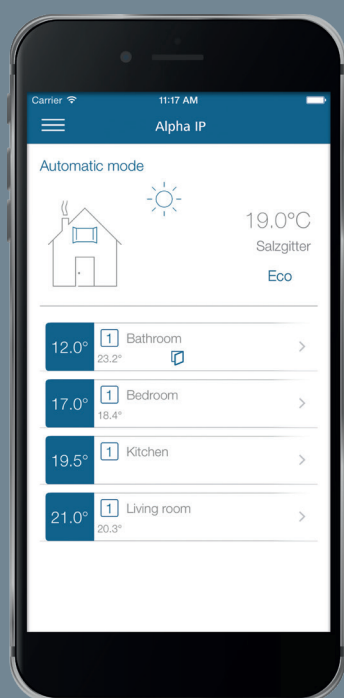 Carrier 11:17 AM
Alpha IP
Automatic mode
19.0°C
Salzgitter
Eco
12.0° 1 Bathroom
23.2°
17.0° 1 Bedroom
18.4°
19.5° 1 Kitchen
21.0° 1 Living room
20.3°